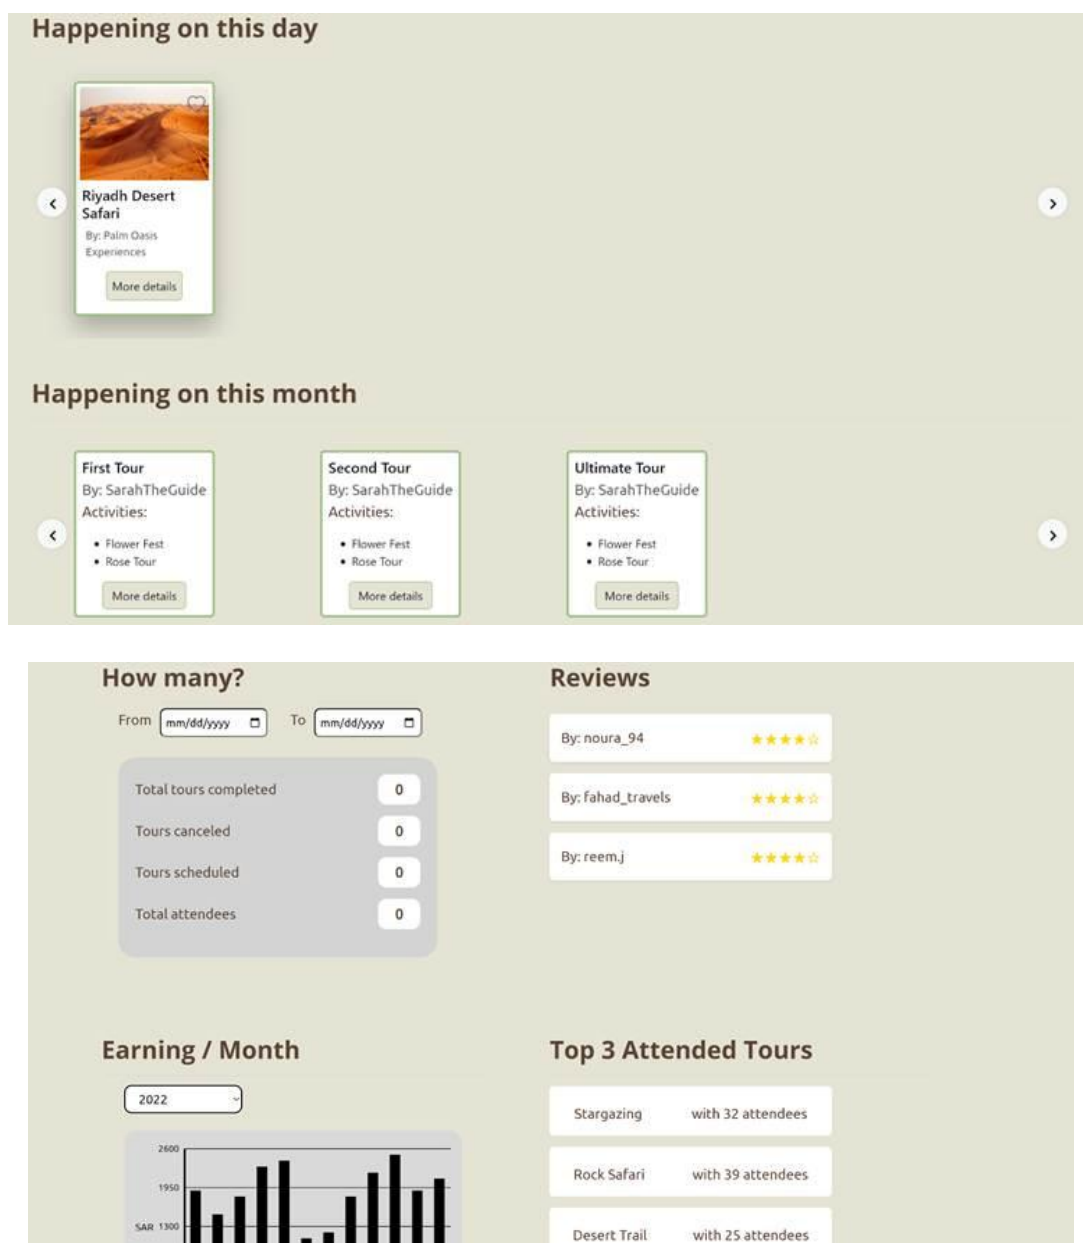 Happening on this day
Riyadh Desert
Safari
By: Palm Oasis
Experiences
More details
Happening on this month
First Tour
By: SarahTheGuide
Activities:
• Flower Fest
• Rose Tour
More details
Second Tour
By: SarahTheGuide
Activities:
• Flower Fest
• Rose Tour
More details
Ultimate Tour
By: SarahTheGuide
Activities:
• Flower Fest
• Rose Tour
More details
How many?
From mm/dd/yyyy To mm/dd/yyyy
Total tours completed 0
Tours canceled 0
Tours scheduled 0
Total attendees 0
Reviews
By: noura_94 ★★★★☆
By: fahad_travels ★★★★☆
By: reem.j ★★★★☆
Earning / Month
2022
2600
1950
SAR 1300
Top 3 Attended Tours
Stargazing with 32 attendees
Rock Safari with 39 attendees
Desert Trail with 25 attendees